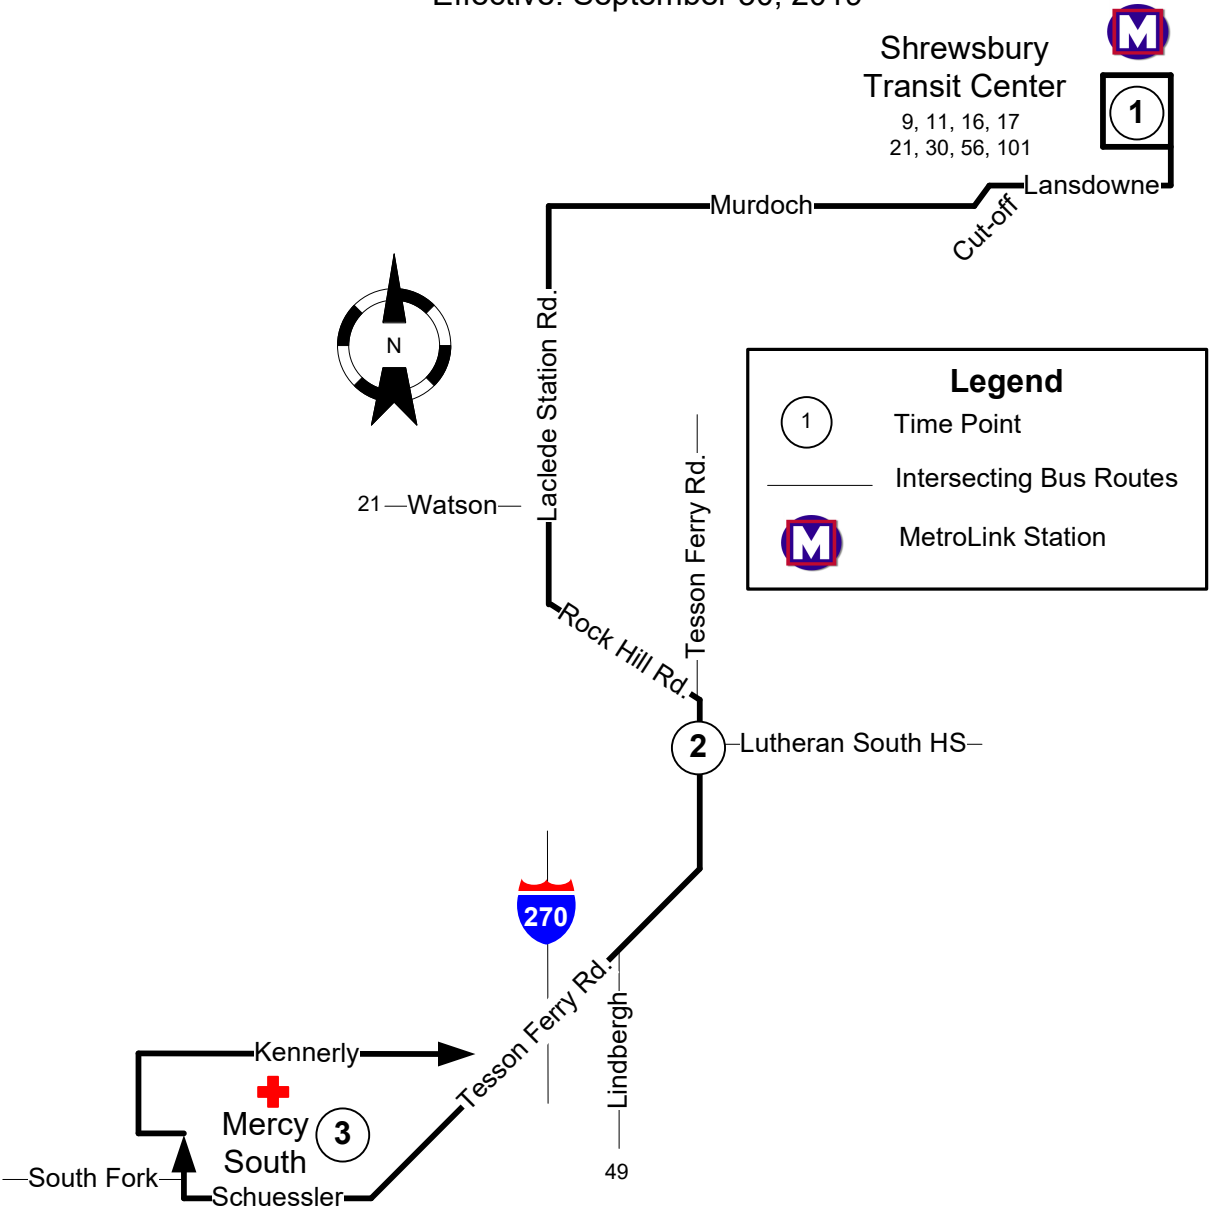 Shrewsbury
Transit Center
9, 11, 16, 17
21, 30, 56, 101
M
1
Lansdowne
Murdoch
Cut-off
Laclede Station Rd.
N
21
Watson
Legend
1
Time Point
Intersecting Bus Routes
M
MetroLink Station
Tesson Ferry Rd.
Rock Hill Rd.
2
Lutheran South HS
270
Tesson Ferry Rd.
Lindbergh
49
Kennerly
Mercy
South
3
South Fork
Schuessler